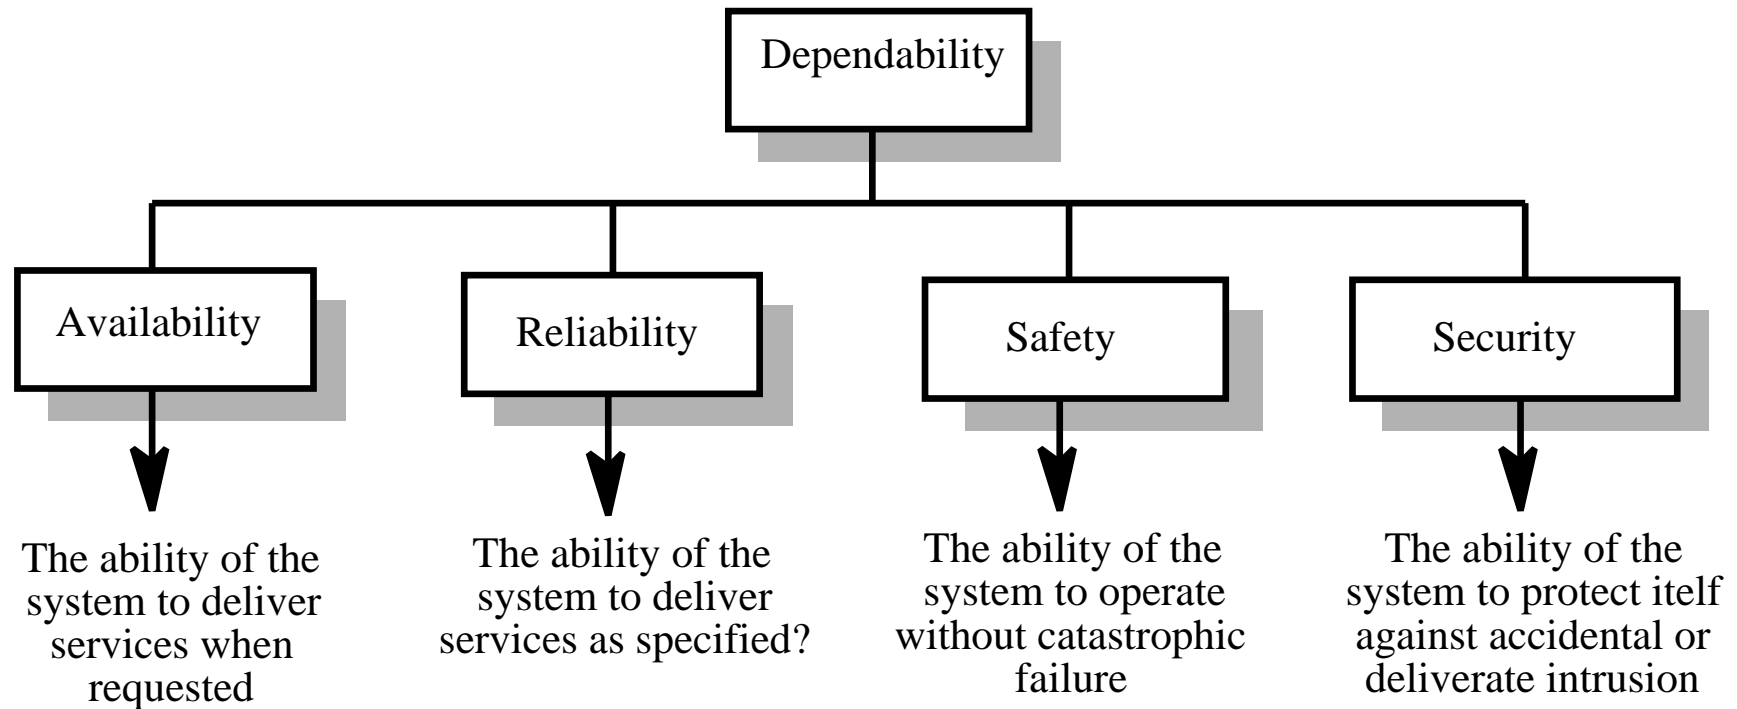 Dependability
Availability
Reliability
Safety
Security
The ability of the
system to deliver
services when
requested
The ability of the
system to deliver
services as specified?
The ability of the
system to operate
without catastrophic
failure
The ability of the
system to protect itelf
against accidental or
deliverate intrusion